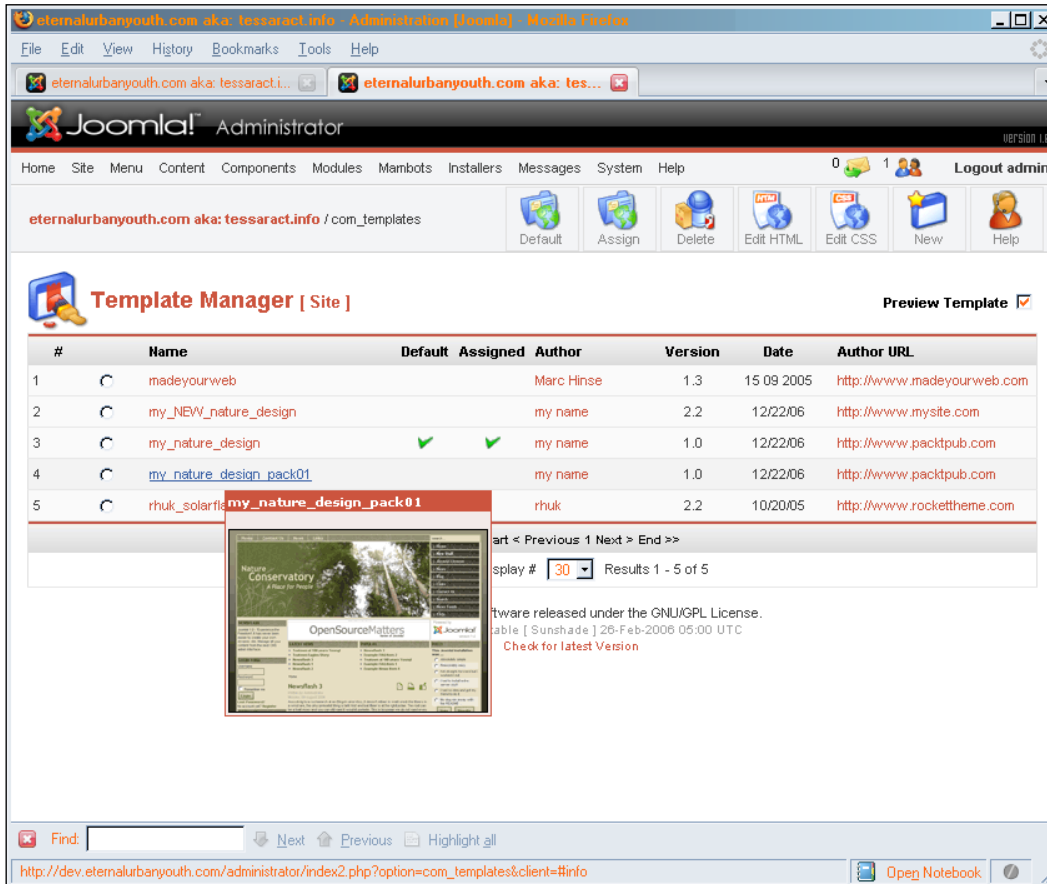 eternalurbanyouth.com aka: tessaract.info - Administration [Joomla] - Mozilla Firefox
File Edit View History Bookmarks Tools Help
eternalurbanyouth.com aka: tessaract.i... eternalurbanyouth.com aka: tes...
Joomla! Administrator
version 1.
Home Site Menu Content Components Modules Mambots Installers Messages System Help 0 1 Logout admin
eternalurbanyouth.com aka: tessaract.info / com_templates
Default Assign Delete Edit HTML Edit CSS New Help
Template Manager [ Site ] Preview Template
# Name Default Assigned Author Version Date Author URL
1 madeyourweb Marc Hinse 1.3 15 09 2005 http://www.madeyourweb.com
2 my_NEW_nature_design my name 2.2 12/22/06 http://www.mysite.com
3 my_nature_design my name 1.0 12/22/06 http://www.packtpub.com
4 my_nature_design_pack01 my name 1.0 12/22/06 http://www.packtpub.com
5 rhuk_solarfla rhuk 2.2 10/20/05 http://www.rockettheme.com
my_nature_design_pack01
Nature
Conservatory
A Place for People
OpenSourceMatters
Joomla!
Newsflash 3
art < Previous 1 Next > End >>
splay # 30 Results 1 - 5 of 5
ftware released under the GNU/GPL License.
table [ Sunshade ] 26-Feb-2006 05:00 UTC
Check for latest Version
Find: Next Previous Highlight all
http://dev.eternalurbanyouth.com/administrator/index2.php?option=com_templates&client=#info Open Notebook